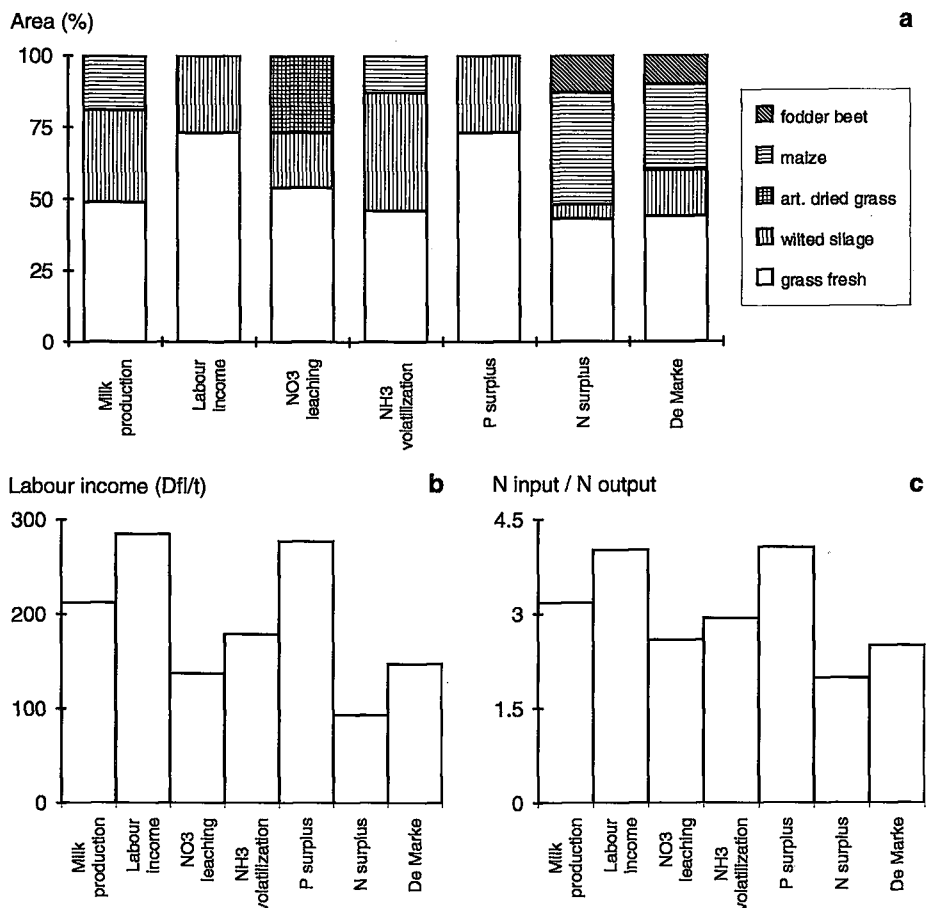 Area (%)
a
100
75
50
25
0
Milk
production
Labour
income
NO3
leaching
NH3
volatilization
P surplus
N surplus
De Marke
fodder beet
maize
art. dried grass
wilted silage
grass fresh
Labour income (Dfl/t)
b
300
200
100
0
Milk
production
Labour
income
NO3
leaching
NH3
volatilization
P surplus
N surplus
De Marke
N input / N output
c
4.5
3
1.5
0
Milk
production
Labour
income
NO3
leaching
NH3
volatilization
P surplus
N surplus
De Marke